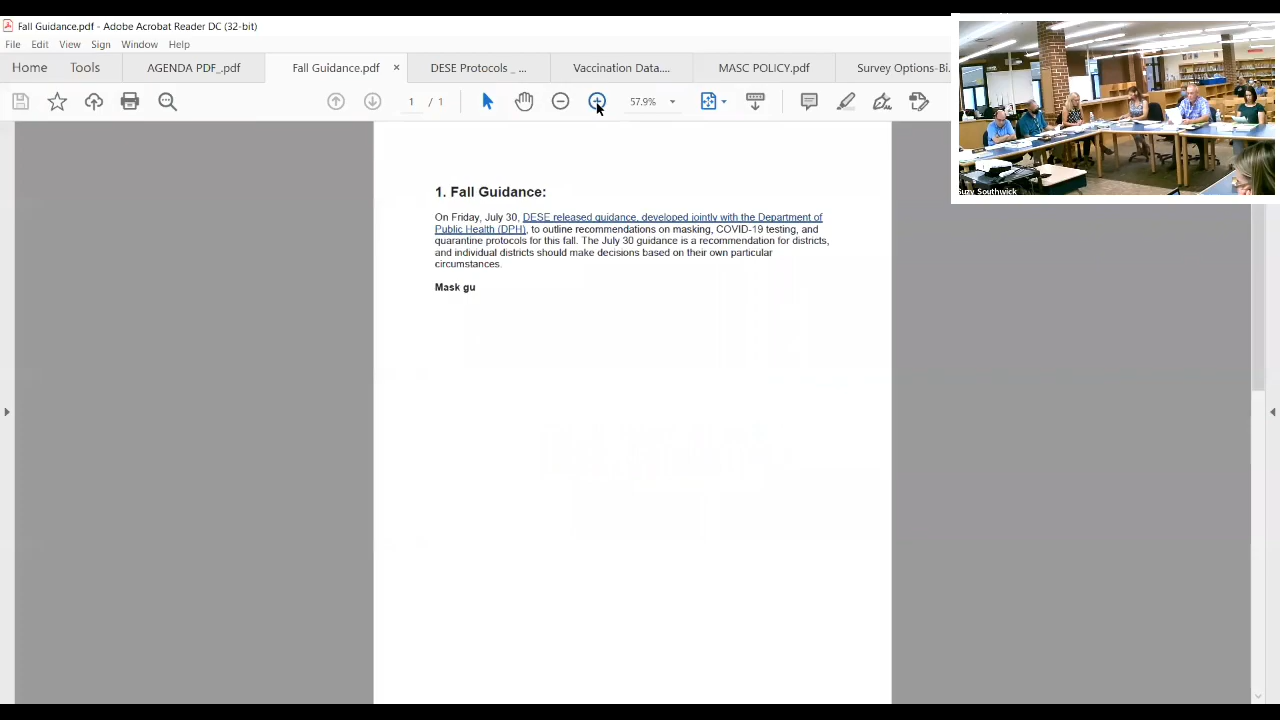 Fall Guidance.pdf - Adobe Acrobat Reader DC (32-bit)
File Edit View Sign Window Help
Home Tools AGENDA PDF_.pdf Fall Guidance.pdf × DESE Protocols Vaccination Data.... MASC POLICY.pdf Survey Options-Bi...
1 / 1 57.9%
Suzy Southwick
1. Fall Guidance:
On Friday, July 30, DESE released guidance, developed jointly with the Department of
Public Health (DPH), to outline recommendations on masking, COVID-19 testing, and
quarantine protocols for this fall. The July 30 guidance is a recommendation for districts,
and individual districts should make decisions based on their own particular
circumstances.
Mask gu